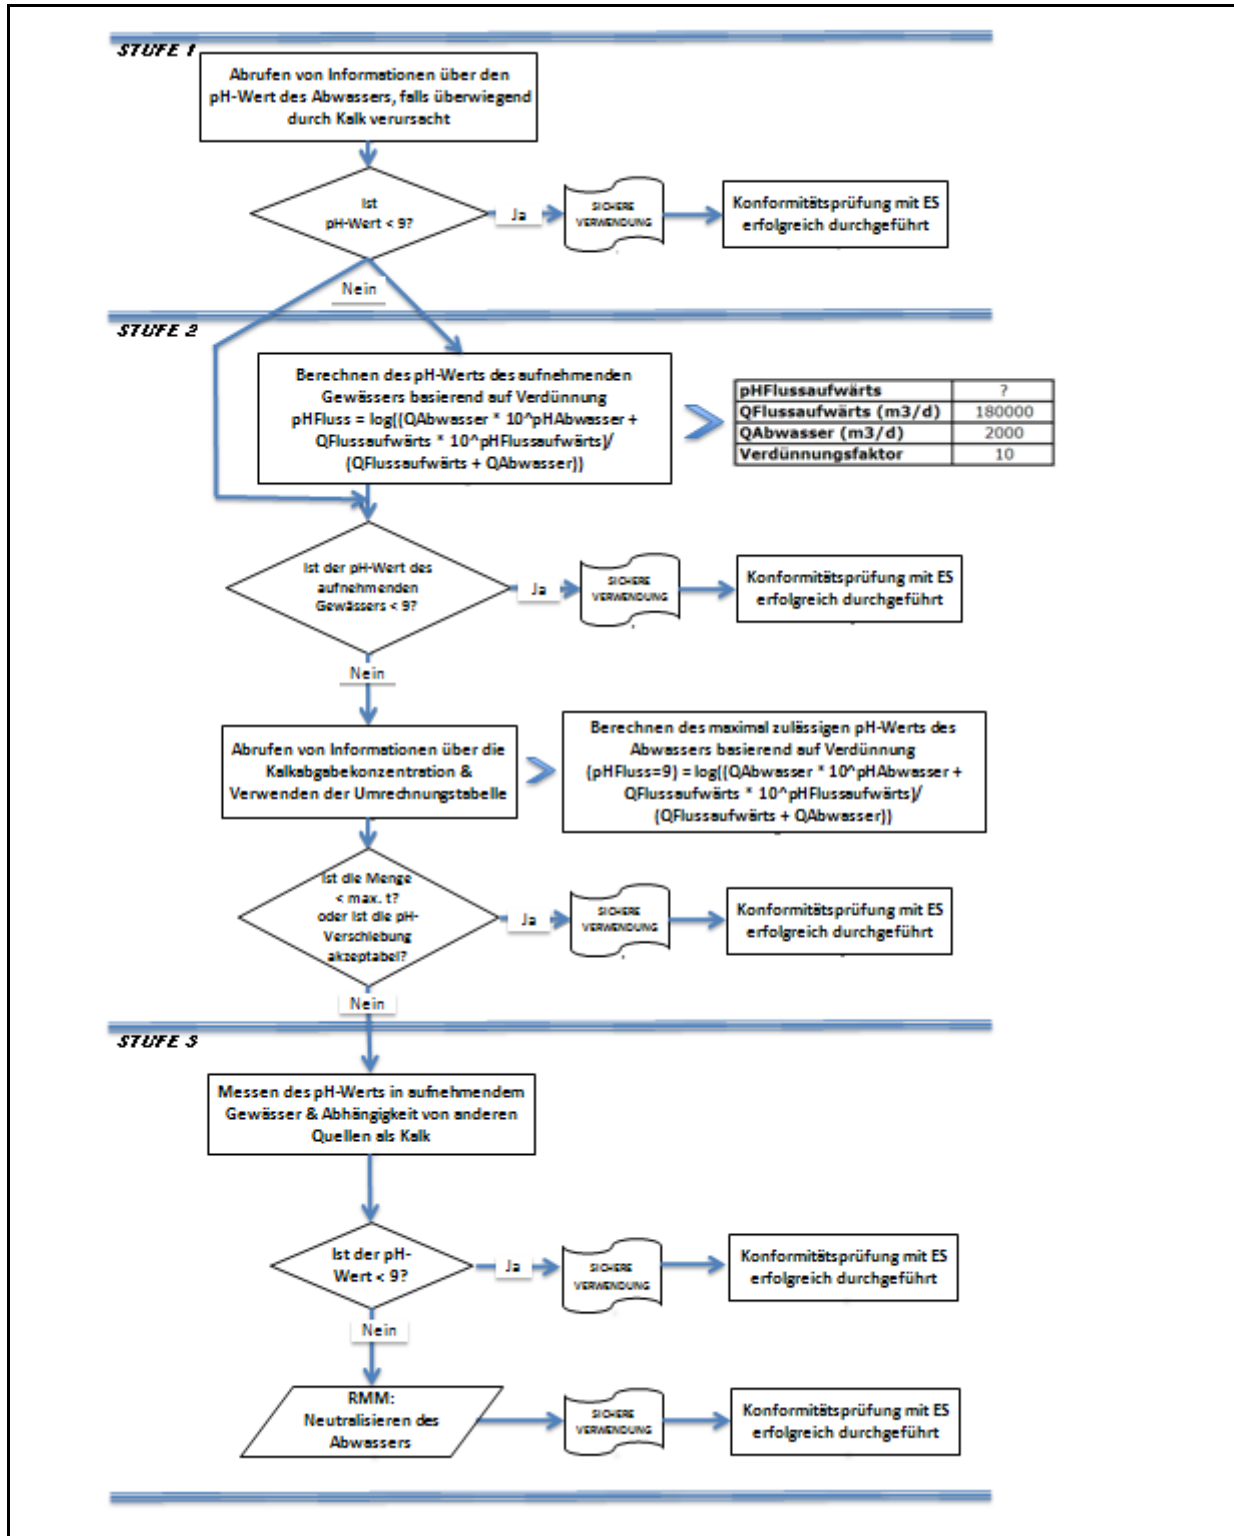 STUFE 1
Abrufen von Informationen über den
pH-Wert des Abwassers, falls überwiegend
durch Kalk verursacht
Ist
pH-Wert < 9?
Ja
SICHERE
VERWENDUNG
Konformitätsprüfung mit ES
erfolgreich durchgeführt
Nein
STUFE 2
Berechnen des pH-Werts des aufnehmenden
Gewässers basierend auf Verdünnung
pHFluss = log((QAbwasser * 10^pHAbwasser +
QFlussaufwärts * 10^pHFlussaufwärts)/
(QFlussaufwärts + QAbwasser))
pHFlussaufwärts ?
QFlussaufwärts (m3/d) 180000
QAbwasser (m3/d) 2000
Verdünnungsfaktor 10
Ist der pH-Wert des
aufnehmenden
Gewässers < 9?
Ja
SICHERE
VERWENDUNG
Konformitätsprüfung mit ES
erfolgreich durchgeführt
Nein
Abrufen von Informationen über die
Kalkabgabekonzentration &
Verwenden der Umrechnungstabelle
Berechnen des maximal zulässigen pH-Werts des
Abwassers basierend auf Verdünnung
(pHFluss=9) = log((QAbwasser * 10^pHAbwasser +
QFlussaufwärts * 10^pHFlussaufwärts)/
(QFlussaufwärts + QAbwasser))
Ist die Menge
< max. t?
oder ist die pH-
Verschiebung
akzeptabel?
Ja
SICHERE
VERWENDUNG
Konformitätsprüfung mit ES
erfolgreich durchgeführt
Nein
STUFE 3
Messen des pH-Werts in aufnehmendem
Gewässer & Abhängigkeit von anderen
Quellen als Kalk
Ist der pH-
Wert < 9?
Ja
SICHERE
VERWENDUNG
Konformitätsprüfung mit ES
erfolgreich durchgeführt
Nein
RMM:
Neutralisieren des
Abwassers
SICHERE
VERWENDUNG
Konformitätsprüfung mit ES
erfolgreich durchgeführt